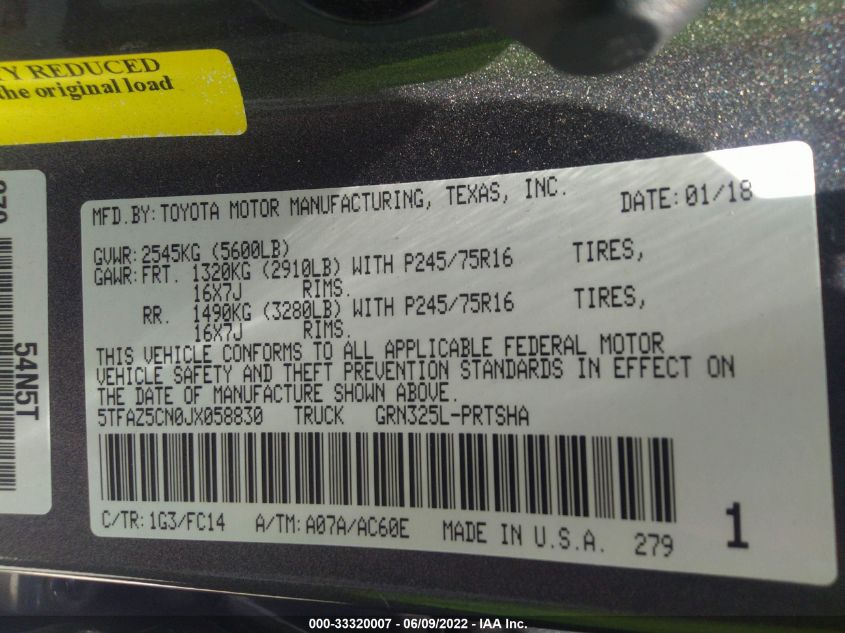 TY REDUCED
the original load
54N5T
MFD.BY: TOYOTA MOTOR MANUFACTURING, TEXAS, INC. DATE: 01/18
GVWR: 2545KG (5600LB)
GAWR: FRT. 1320KG (2910LB) WITH P245/75R16 TIRES,
16X7J RIMS.
RR. 1490KG (3280LB) WITH P245/75R16 TIRES,
16X7J RIMS.
THIS VEHICLE CONFORMS TO ALL APPLICABLE FEDERAL MOTOR
VEHICLE SAFETY AND THEFT PREVENTION STANDARDS IN EFFECT ON
THE DATE OF MANUFACTURE SHOWN ABOVE.
5TFAZ5CN0JX058830 TRUCK GRN325L-PRTSHA
C/TR: 1G3/FC14 A/TM: A07A/AC60E MADE IN U.S.A. 279
1
000-33320007 - 06/09/2022 - IAA Inc.